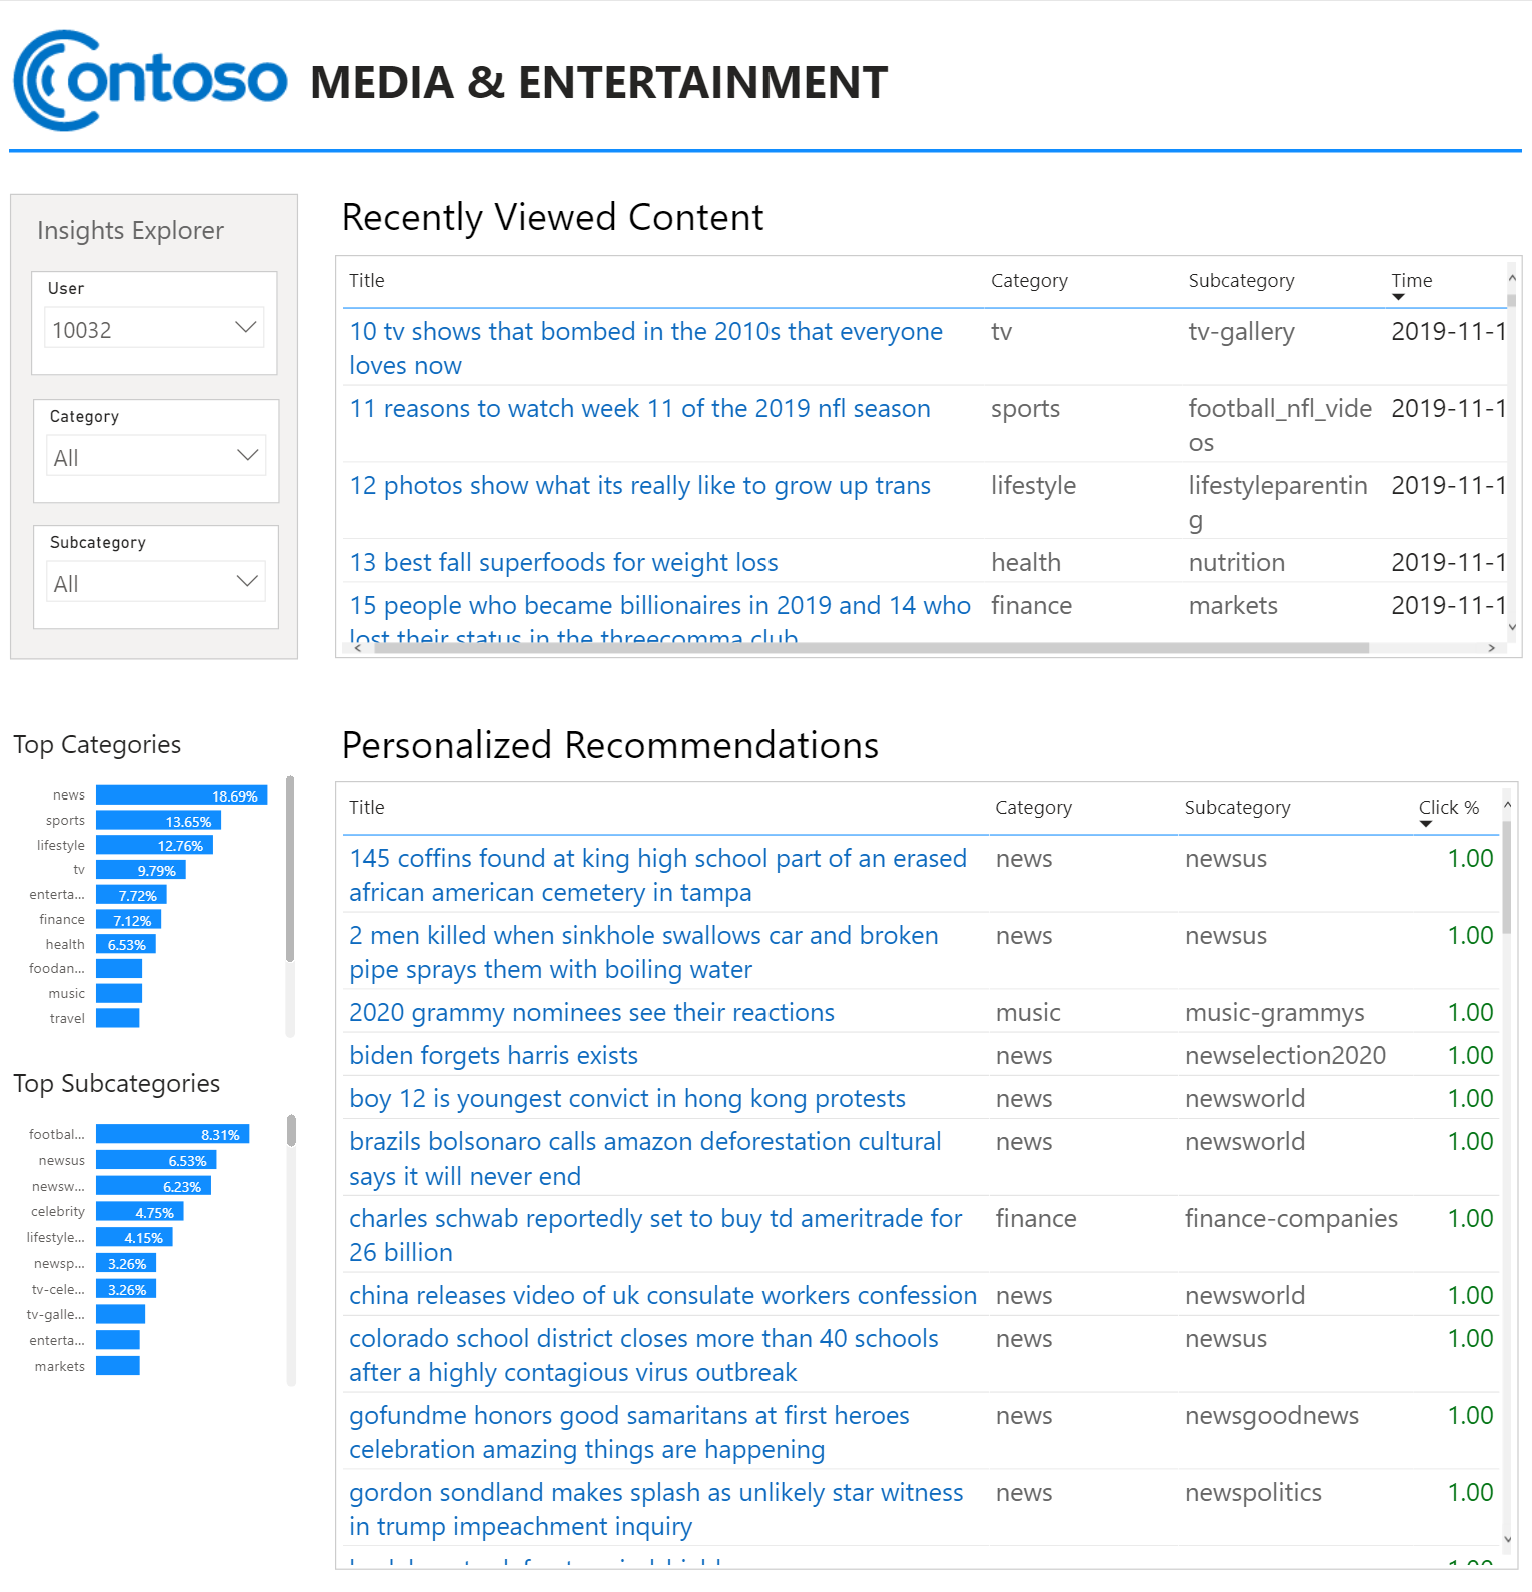 Contoso MEDIA & ENTERTAINMENT
Insights Explorer
User
10032
Category
All
Subcategory
All
Recently Viewed Content
Title Category Subcategory Time
10 tv shows that bombed in the 2010s that everyone tv tv-gallery 2019-11-1
loves now
11 reasons to watch week 11 of the 2019 nfl season sports football_nfl_vide 2019-11-1
os
12 photos show what its really like to grow up trans lifestyle lifestyleparentin 2019-11-1
g
13 best fall superfoods for weight loss health nutrition 2019-11-1
15 people who became billionaires in 2019 and 14 who finance markets 2019-11-1
lost their status in the threecomma club
Top Categories
news 18.69%
sports 13.65%
lifestyle 12.76%
tv 9.79%
enterta... 7.72%
finance 7.12%
health 6.53%
foodan...
music
travel
Top Subcategories
footbal... 8.31%
newsus 6.53%
newsw... 6.23%
celebrity 4.75%
lifestyle... 4.15%
newsp... 3.26%
tv-cele... 3.26%
tv-galle...
enterta...
markets
Personalized Recommendations
Title Category Subcategory Click %
145 coffins found at king high school part of an erased news newsus 1.00
african american cemetery in tampa
2 men killed when sinkhole swallows car and broken news newsus 1.00
pipe sprays them with boiling water
2020 grammy nominees see their reactions music music-grammys 1.00
biden forgets harris exists news newselection2020 1.00
boy 12 is youngest convict in hong kong protests news newsworld 1.00
brazils bolsonaro calls amazon deforestation cultural news newsworld 1.00
says it will never end
charles schwab reportedly set to buy td ameritrade for finance finance-companies 1.00
26 billion
china releases video of uk consulate workers confession news newsworld 1.00
colorado school district closes more than 40 schools news newsus 1.00
after a highly contagious virus outbreak
gofundme honors good samaritans at first heroes news newsgoodnews 1.00
celebration amazing things are happening
gordon sondland makes splash as unlikely star witness news newspolitics 1.00
in trump impeachment inquiry
1.00